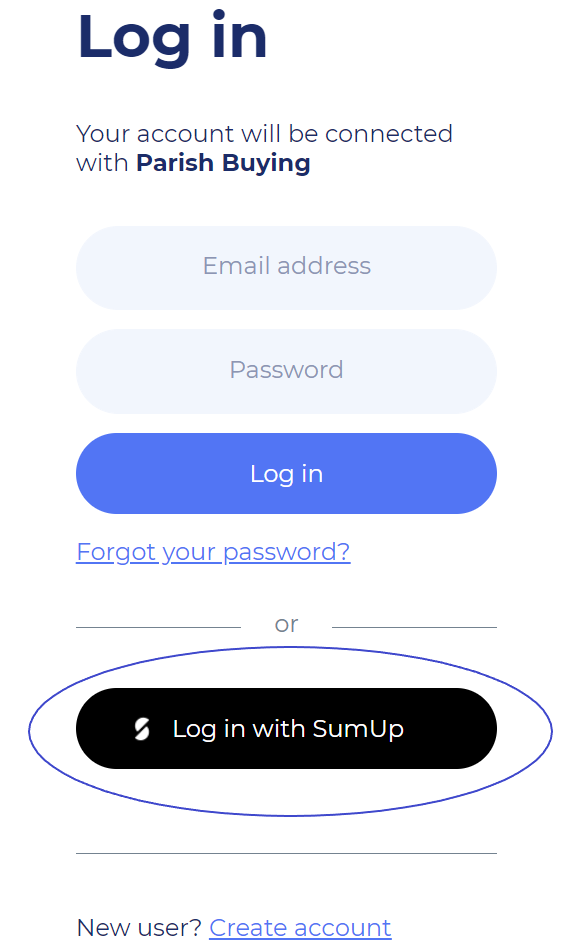 Log in
Your account will be connected
with Parish Buying
Email address
Password
Log in
Forgot your password?
or
Log in with SumUp
New user? Create account